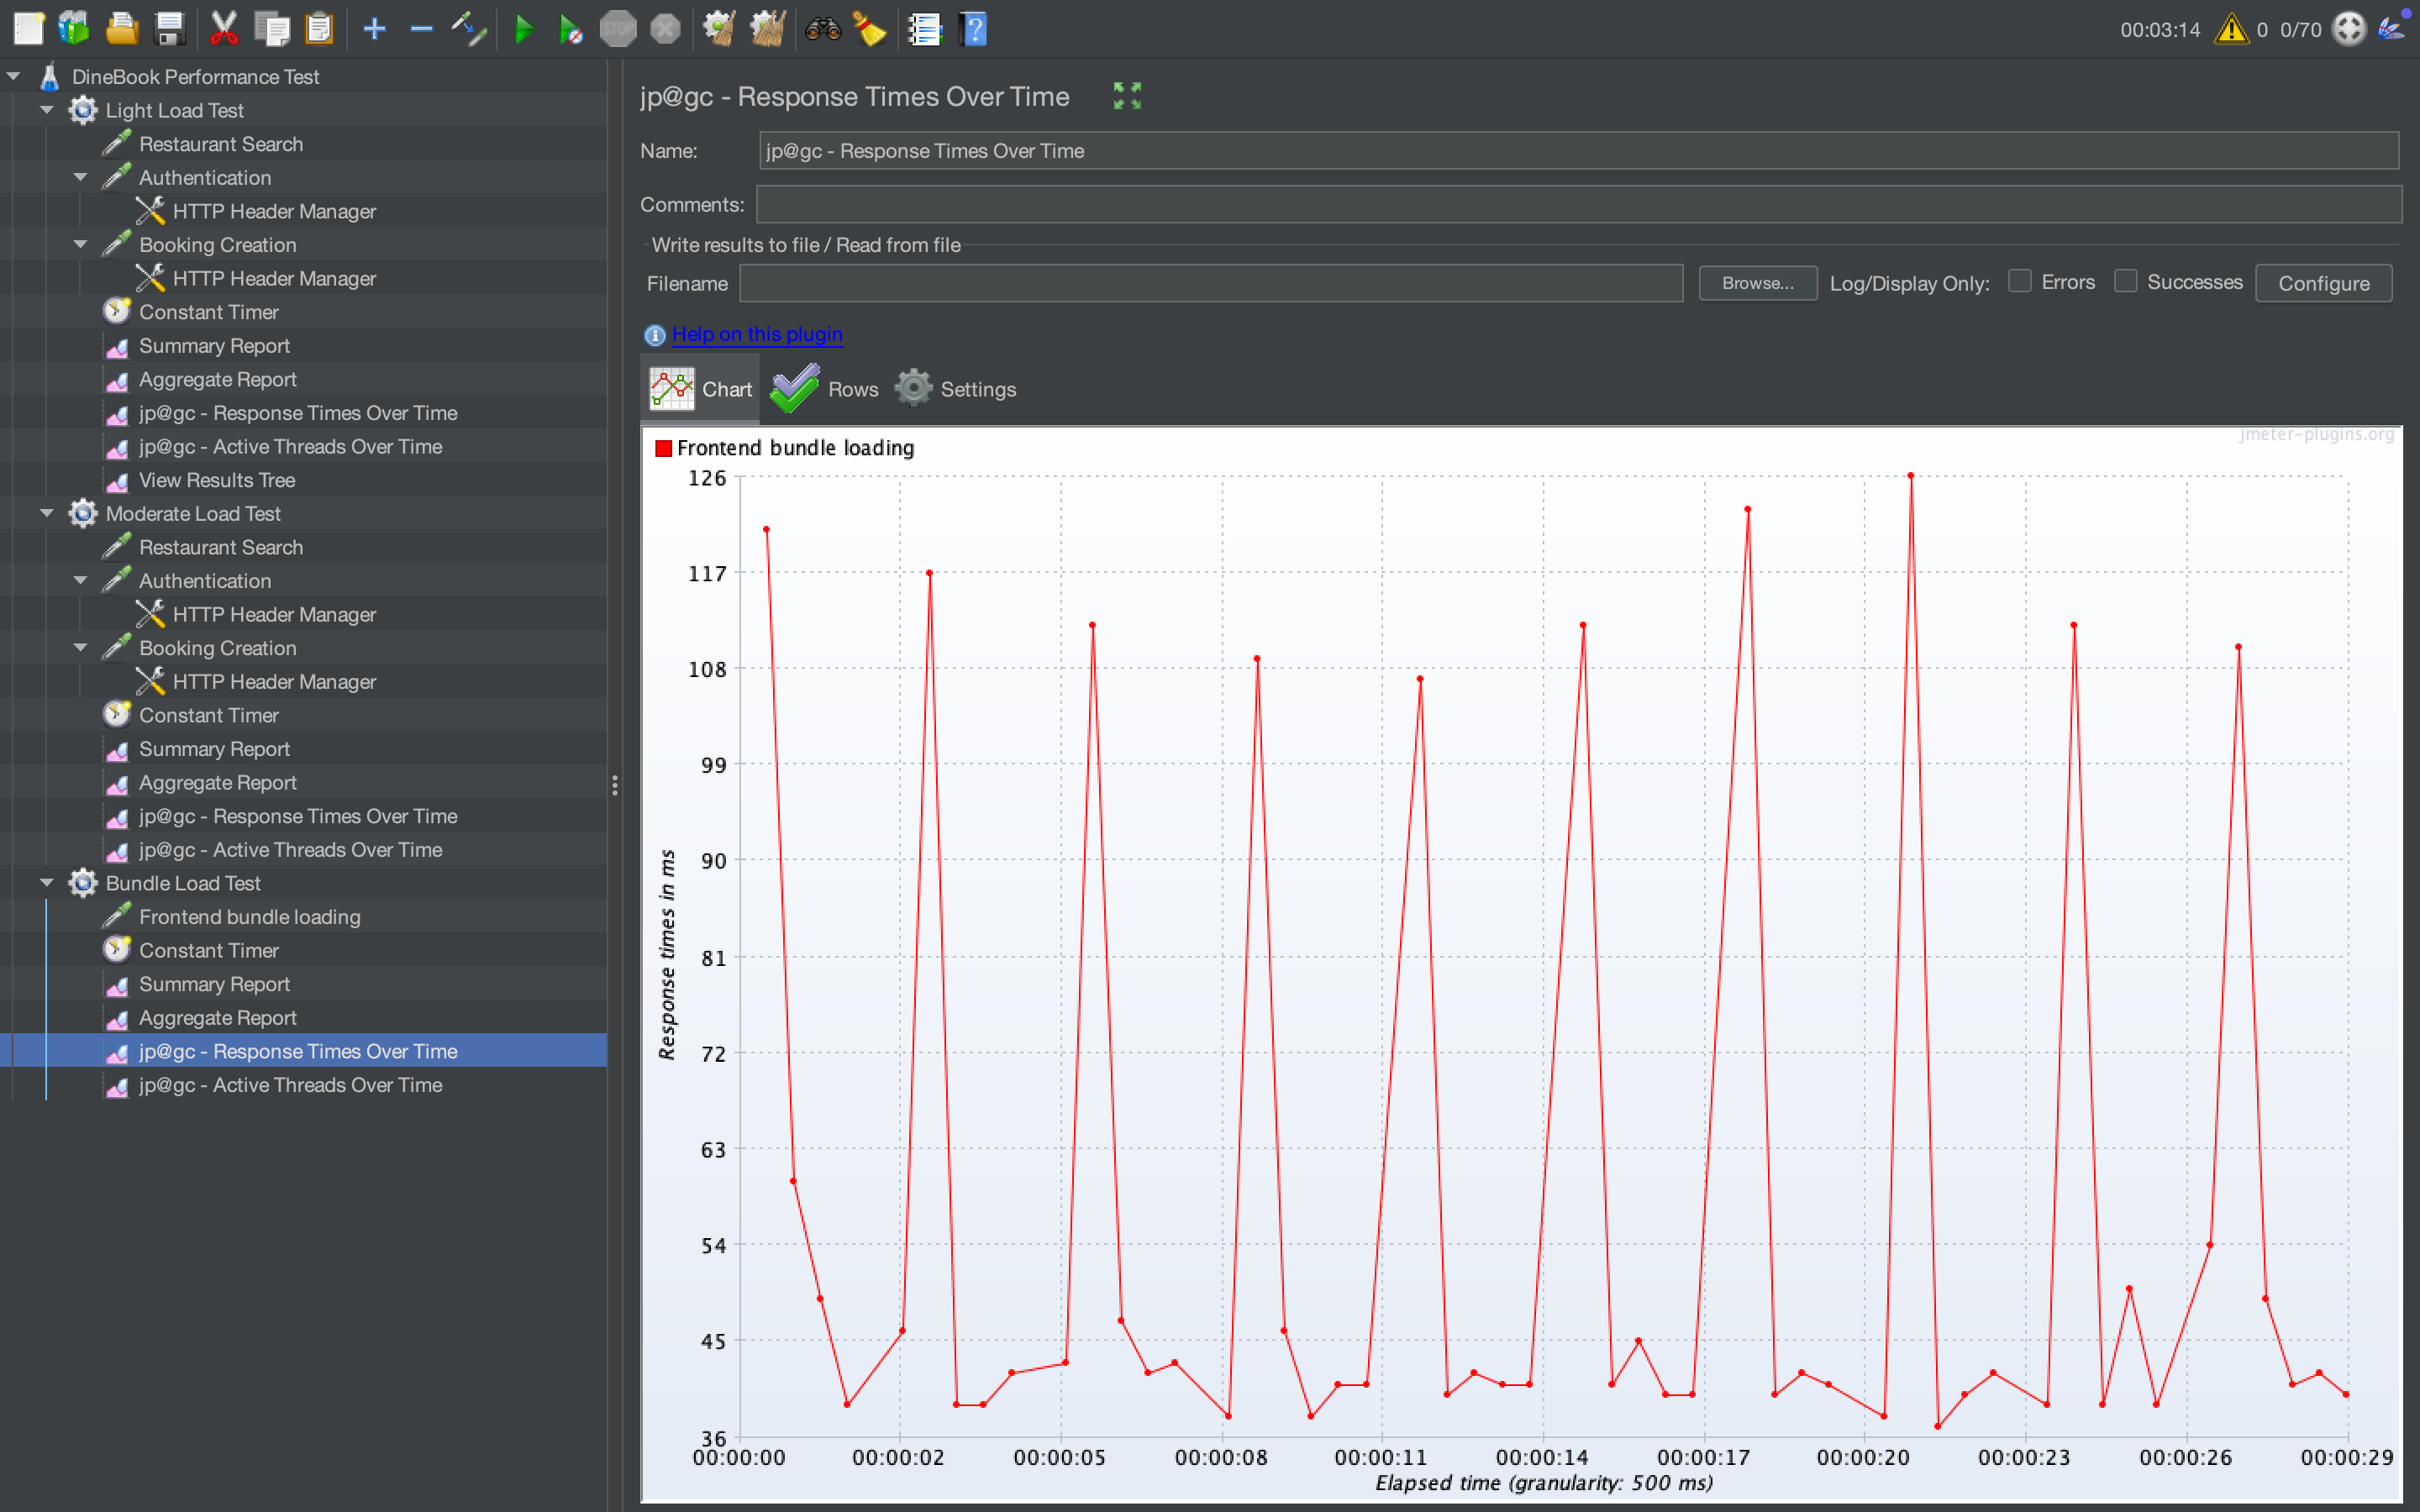 STOP
00:03:14
0
0/70
DineBook Performance Test
Light Load Test
Restaurant Search
Authentication
HTTP Header Manager
Booking Creation
HTTP Header Manager
Constant Timer
Summary Report
Aggregate Report
jp@gc - Response Times Over Time
jp@gc - Active Threads Over Time
View Results Tree
Moderate Load Test
Restaurant Search
Authentication
HTTP Header Manager
Booking Creation
HTTP Header Manager
Constant Timer
Summary Report
Aggregate Report
jp@gc - Response Times Over Time
jp@gc - Active Threads Over Time
Bundle Load Test
Frontend bundle loading
Constant Timer
Summary Report
Aggregate Report
jp@gc - Response Times Over Time
jp@gc - Active Threads Over Time
jp@gc - Response Times Over Time
Name: jp@gc - Response Times Over Time
Comments:
Write results to file / Read from file
Filename Browse... Log/Display Only: Errors Successes Configure
Help on this plugin
Chart Rows Settings
Frontend bundle loading
jmeter-plugins.org
126
117
108
99
90
81
72
63
54
45
36
Response times in ms
00:00:00 00:00:02 00:00:05 00:00:08 00:00:11 00:00:14 00:00:17 00:00:20 00:00:23 00:00:26 00:00:29
Elapsed time (granularity: 500 ms)